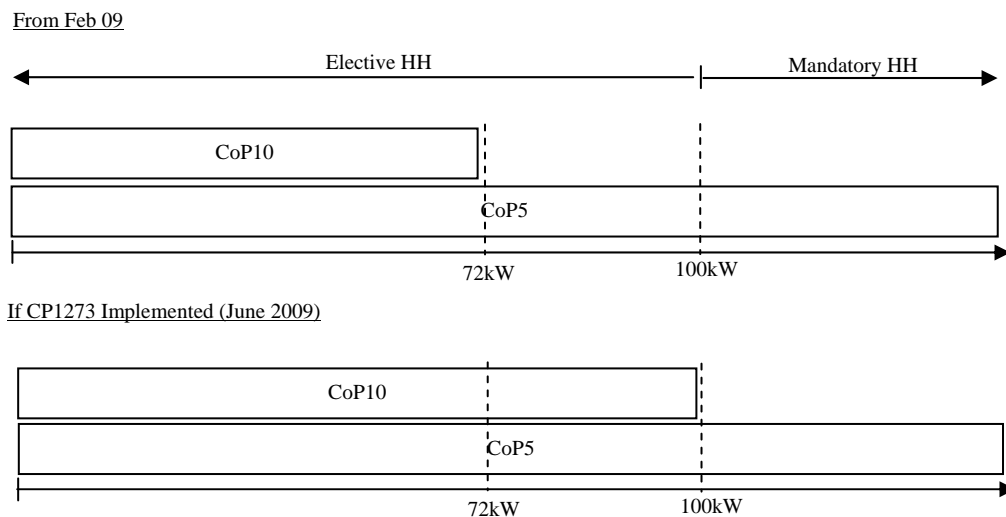 From Feb 09
Elective HH
Mandatory HH
CoP10
CoP5
72kW
100kW
If CP1273 Implemented (June 2009)
CoP10
CoP5
72kW
100kW